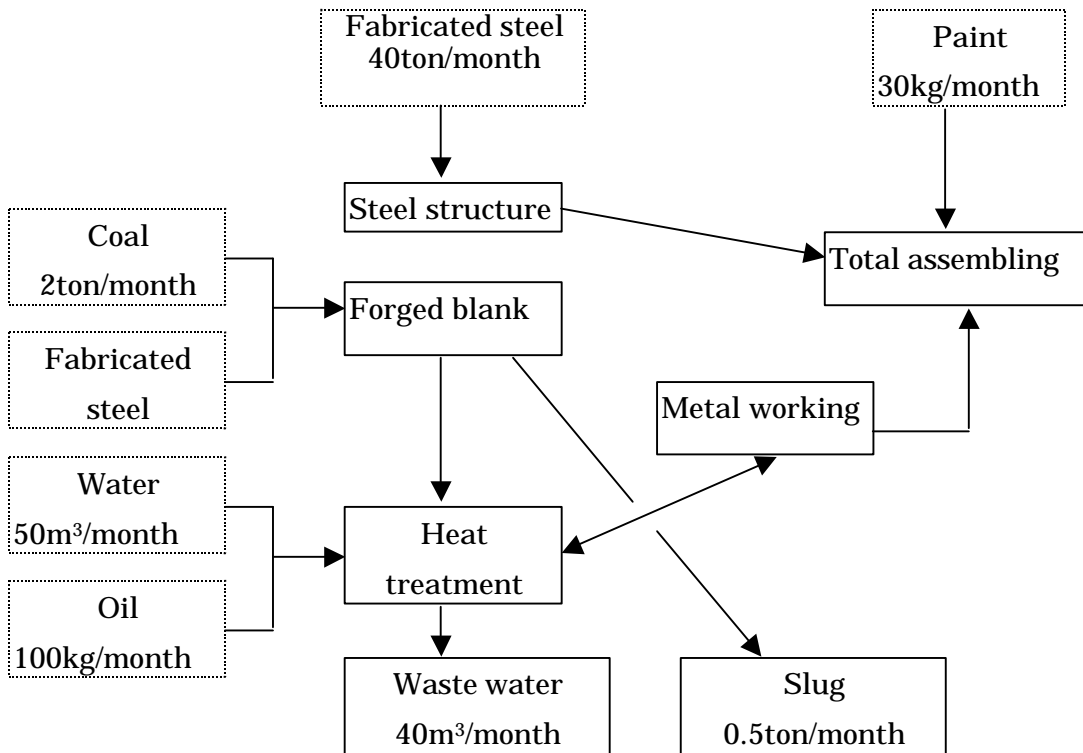 Fabricated steel
40ton/month
Paint
30kg/month
Steel structure
Coal
2ton/month
Total assembling
Forged blank
Fabricated
steel
Metal working
Water
50m³/month
Heat
treatment
Oil
100kg/month
Waste water
40m³/month
Slug
0.5ton/month